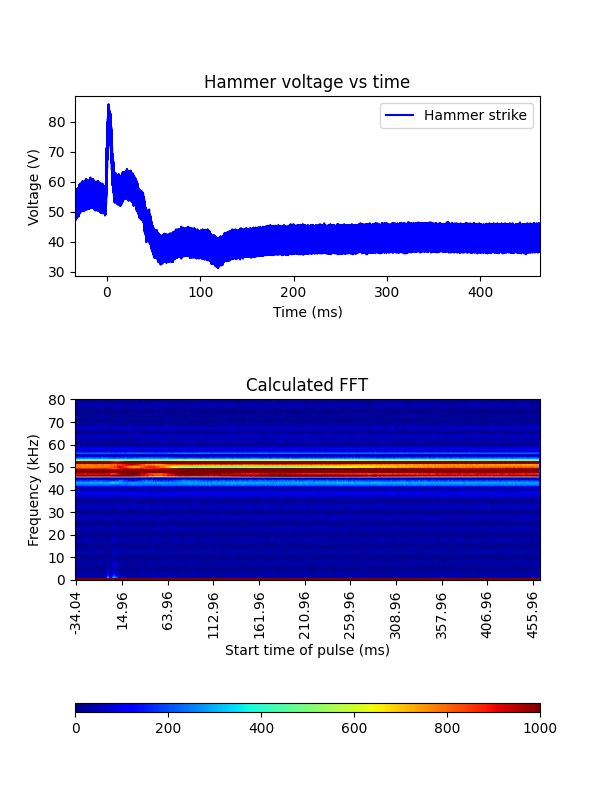 Hammer voltage vs time
Hammer strike
Voltage (V)
80
70
60
50
40
30
0 100 200 300 400
Time (ms)
Calculated FFT
Frequency (kHz)
80
70
60
50
40
30
20
10
0
-34.04 14.96 63.96 112.96 161.96 210.96 259.96 308.96 357.96 406.96 455.96
Start time of pulse (ms)
0 200 400 600 800 1000